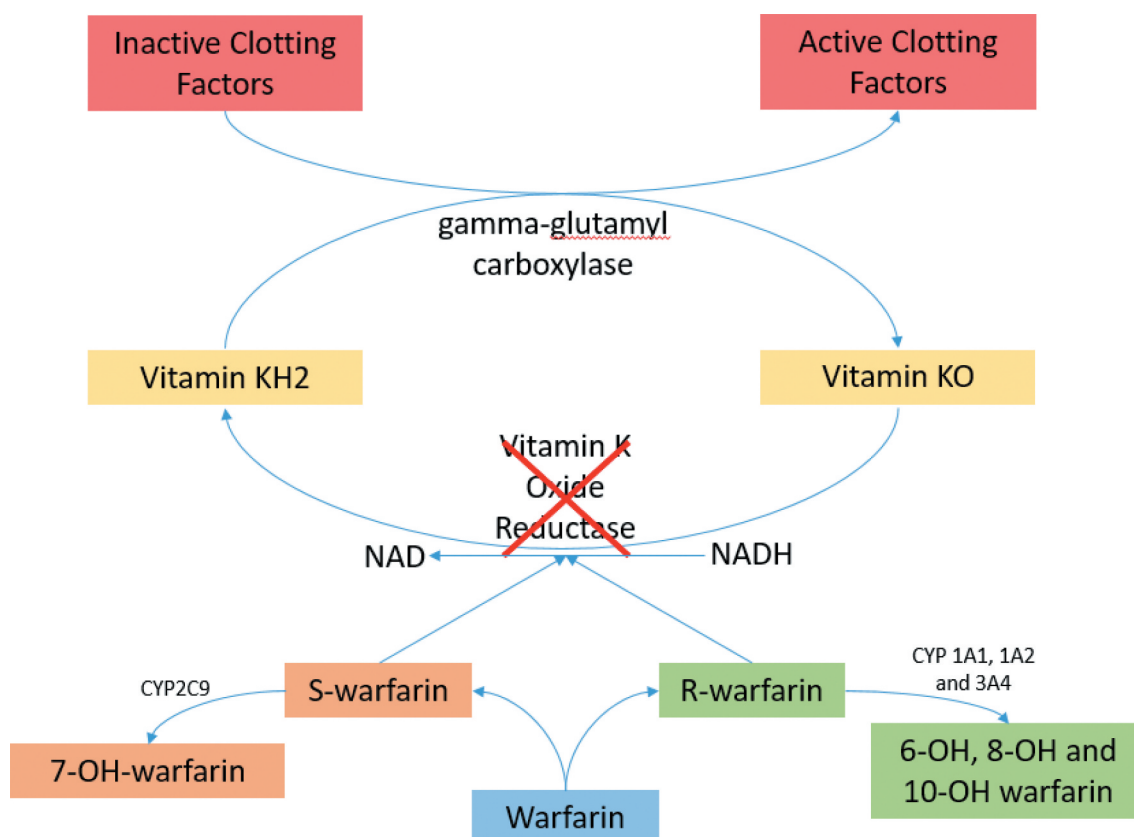 Inactive Clotting
Factors
Active Clotting
Factors
gamma-glutamyl
carboxylase
Vitamin KH2
Vitamin KO
Vitamin K
Oxide
Reductase
NAD
NADH
CYP2C9
S-warfarin
R-warfarin
CYP 1A1, 1A2
and 3A4
7-OH-warfarin
Warfarin
6-OH, 8-OH and
10-OH warfarin